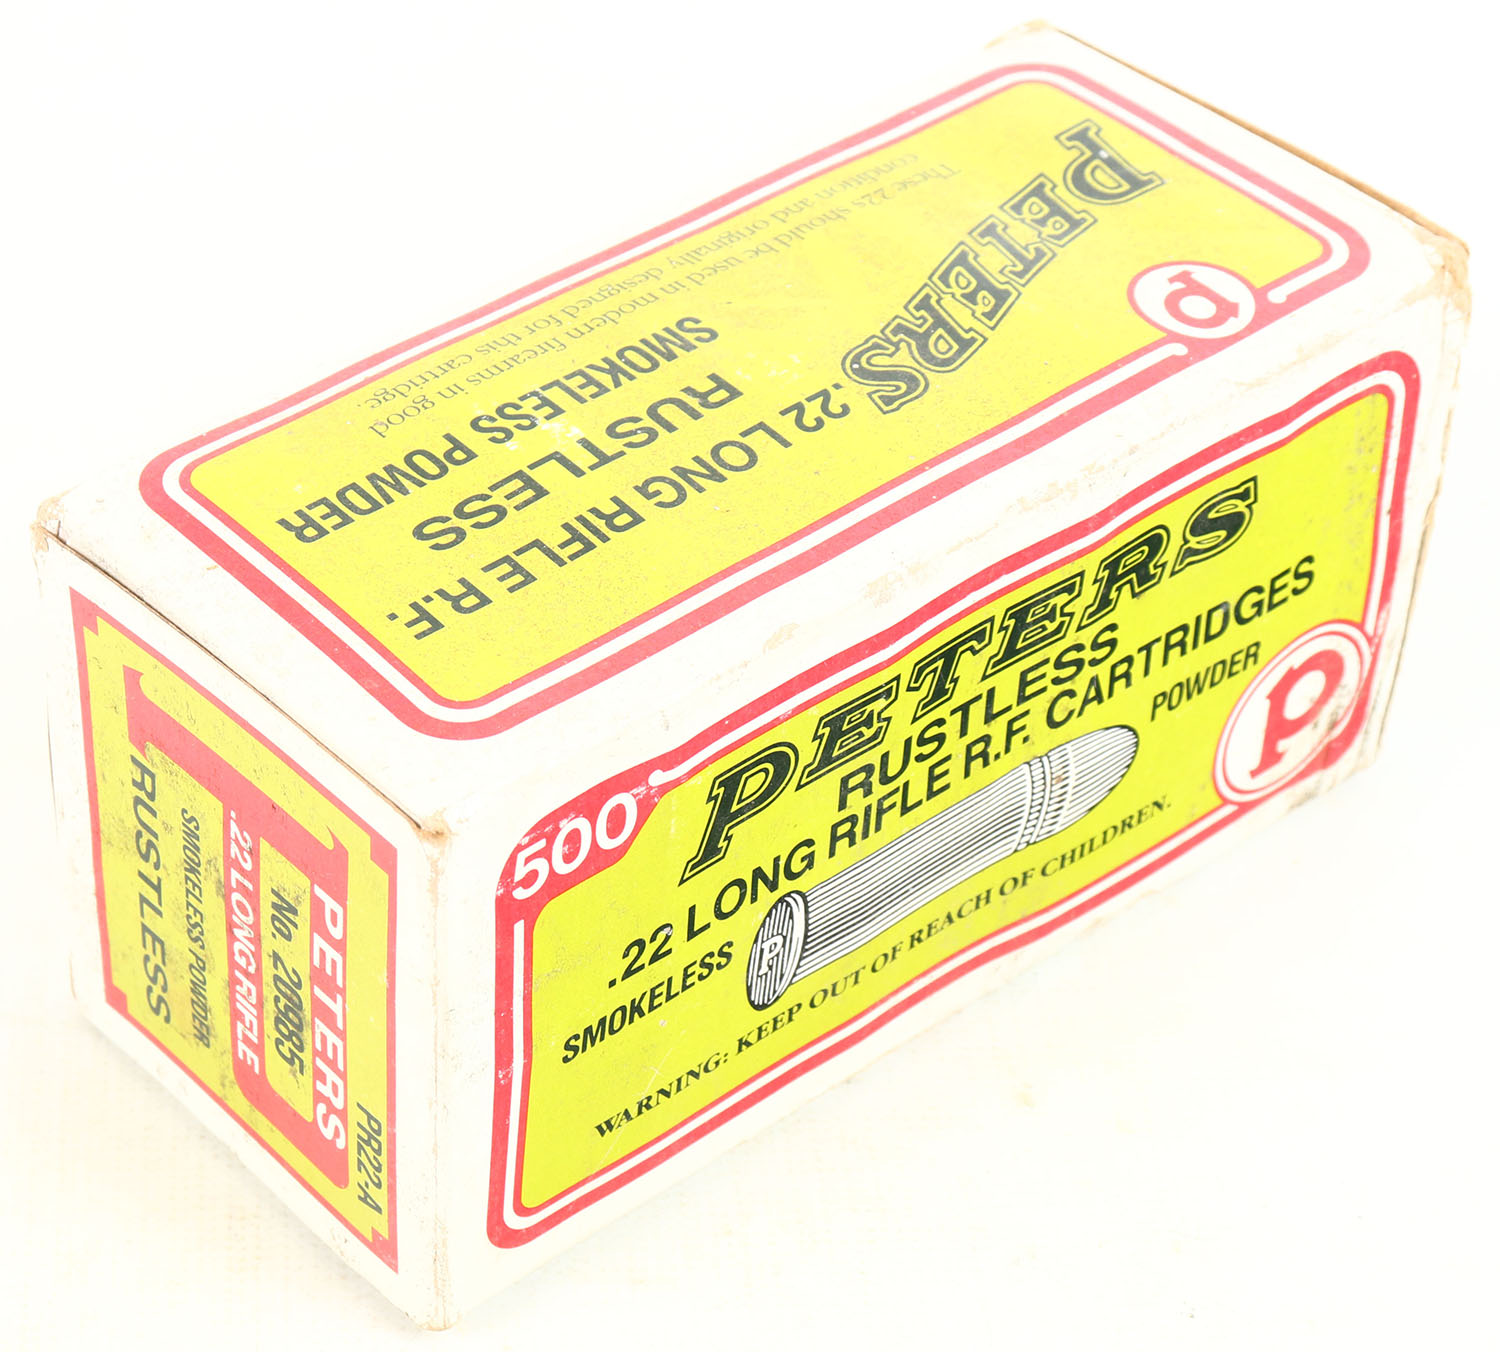 PETERS
.22 LONG RIFLE R.F.
RUSTLESS
SMOKELESS POWDER
These 22s should be used in modern firearms in good
condition and originally designed for this cartridge.
P
500
PETERS
RUSTLESS
.22 LONG RIFLE R.F. CARTRIDGES
SMOKELESS POWDER
P
WARNING: KEEP OUT OF REACH OF CHILDREN.
P
PR22-A
PETERS
No. 20985
.22 LONG RIFLE
SMOKELESS POWDER
RUSTLESS